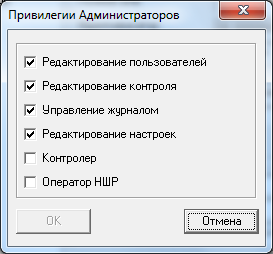 Привилегии Администраторов
Редактирование пользователей
Редактирование контроля
Управление журналом
Редактирование настроек
Контролер
Оператор НШР
OK
Отмена